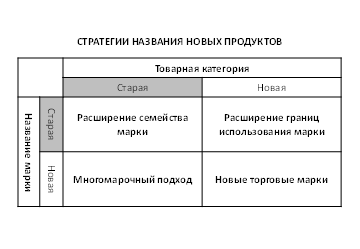 СТРАТЕГИИ НАЗВАНИЯ НОВЫХ ПРОДУКТОВ
Товарная категория
Старая
Новая
Название марки
Старая
Расширение семейства
марки
Расширение границ
использования марки
Новая
Многомарочный подход
Новые торговые марки